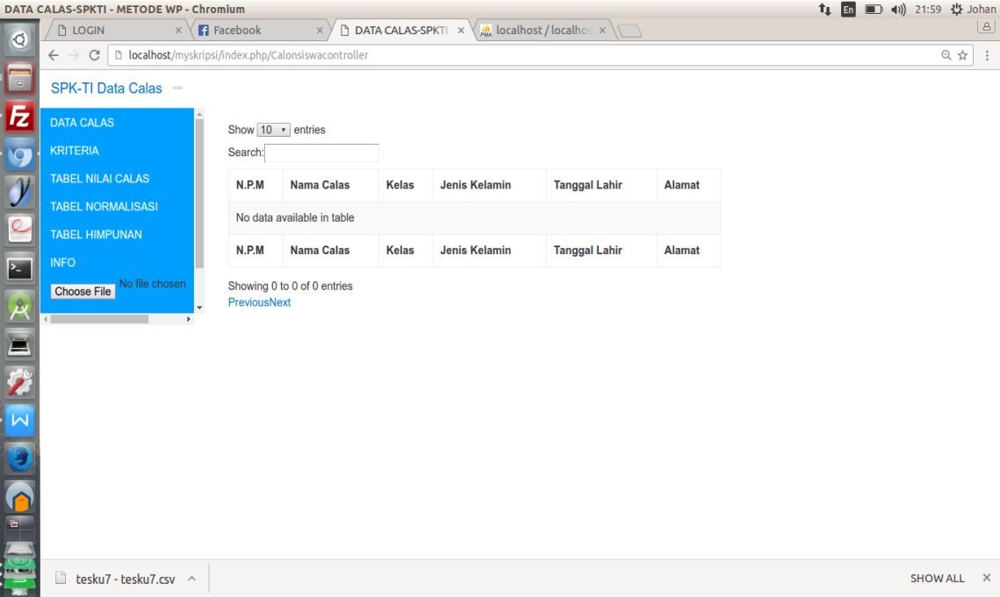 DATA CALAS-SPKTI - METODE WP - Chromium
En
21:59
Johan
LOGIN
Facebook
DATA CALAS-SPKTI
localhost / localhos
localhost/myskripsi/index.php/Calonsiswacontroller
SPK-TI Data Calas
DATA CALAS
KRITERIA
TABEL NILAI CALAS
TABEL NORMALISASI
TABEL HIMPUNAN
INFO
Choose File No file chosen
Show 10 entries
Search:
N.P.M Nama Calas Kelas Jenis Kelamin Tanggal Lahir Alamat
No data available in table
N.P.M Nama Calas Kelas Jenis Kelamin Tanggal Lahir Alamat
Showing 0 to 0 of 0 entries
PreviousNext
tesku7 - tesku7.csv
SHOW ALL